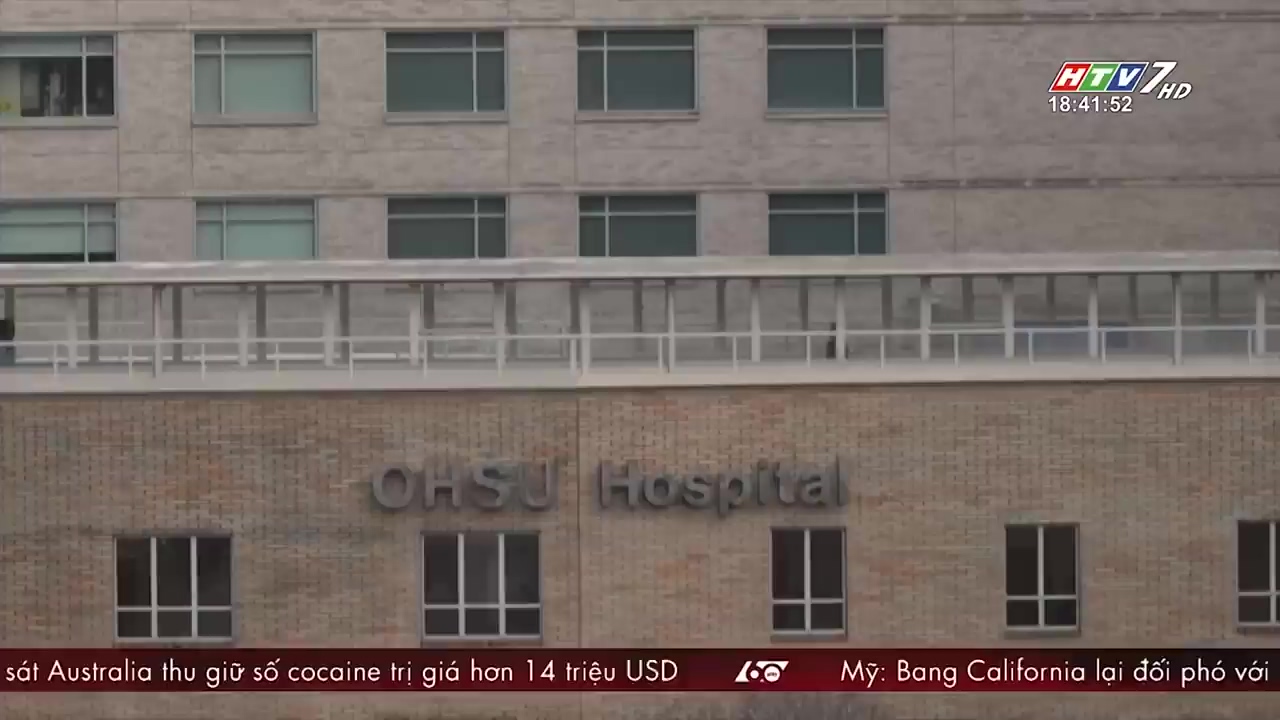 HTV7 HD
18:41:52
OHSU Hospital
sát Australia thu giữ số cocaine trị giá hơn 14 triệu USD 60 Mỹ: Bang California lại đối phó với